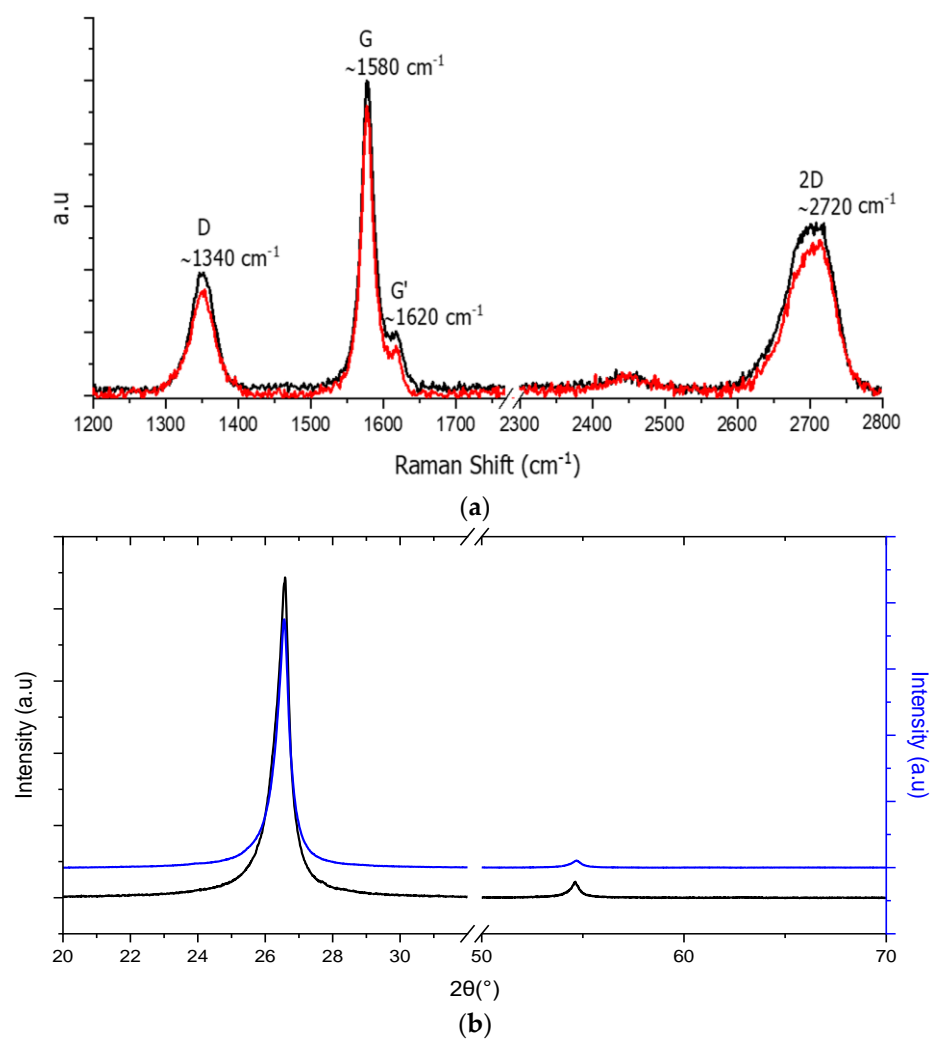 G
~1580 cm⁻¹
2D
~2720 cm⁻¹
D
~1340 cm⁻¹
G'
~1620 cm⁻¹
a.u
1200 1300 1400 1500 1600 1700 2300 2400 2500 2600 2700 2800
Raman Shift (cm⁻¹)
(a)
Intensity (a.u)
Intensity (a.u)
20 22 24 26 28 30 50 60 70
2θ(°)
(b)